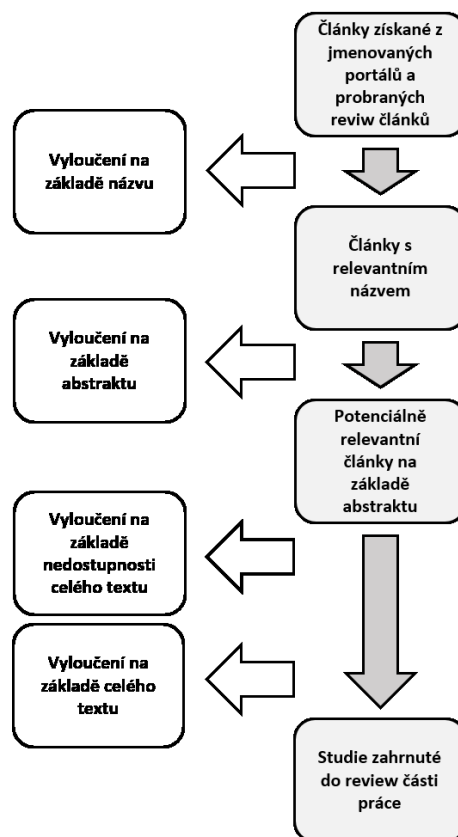 Články získané z
jmenovaných
portálů a
probraných
reviw článků
Vyloučení na
základě názvu
Články s
relevantním
názvem
Vyloučení na
základě
abstraktu
Potenciálně
relevantní
články na
základě
abstraktu
Vyloučení na
základě
nedostupnosti
celého textu
Vyloučení na
základě celého
textu
Studie zahrnuté
do review části
práce